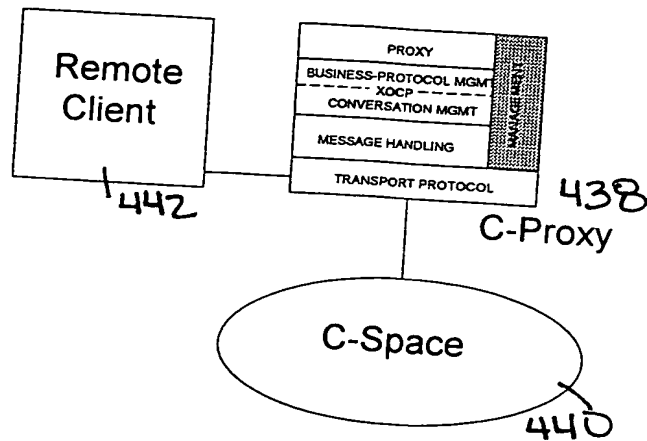 Remote
Client
442
PROXY
BUSINESS-PROTOCOL MGMT
XOCP
CONVERSATION MGMT
MESSAGE HANDLING
TRANSPORT PROTOCOL
MANAGEMENT
438
C-Proxy
C-Space
440